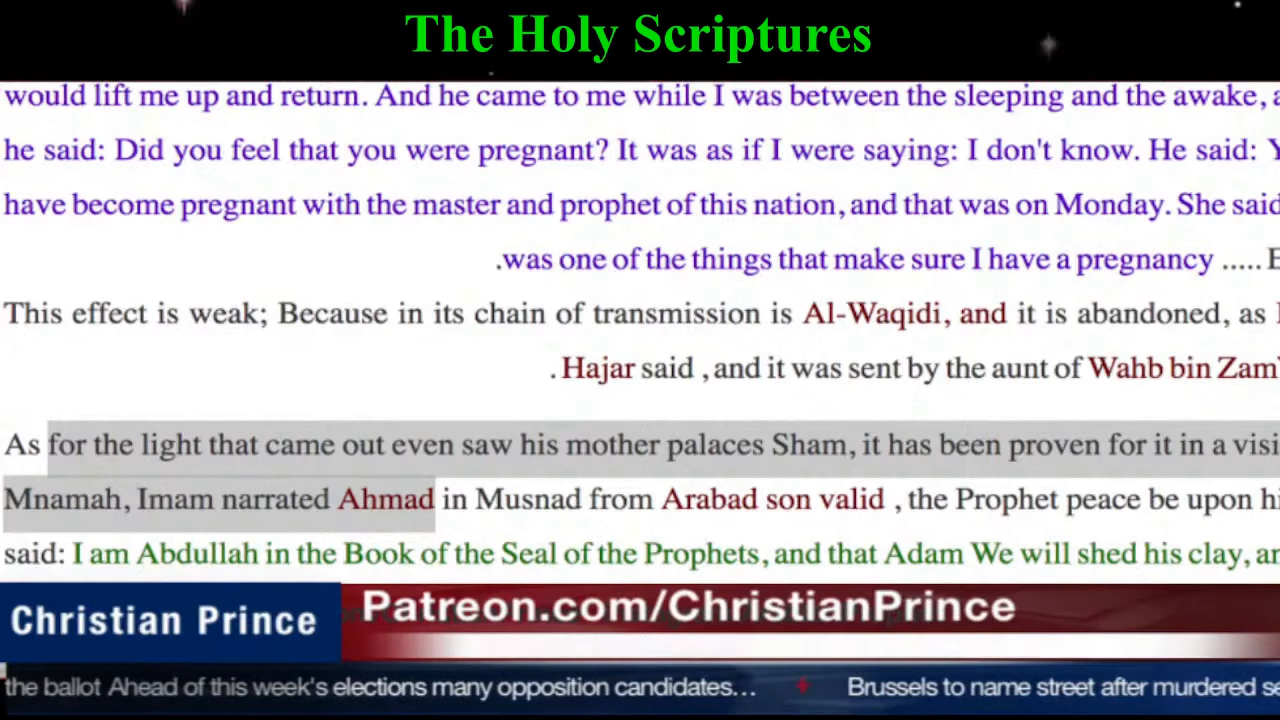 The Holy Scriptures
would lift me up and return. And he came to me while I was between the sleeping and the awake,
he said: Did you feel that you were pregnant? It was as if I were saying: I don't know. He said:
have become pregnant with the master and prophet of this nation, and that was on Monday. She said
.was one of the things that make sure I have a pregnancy .....
This effect is weak; Because in its chain of transmission is Al-Waqidi, and it is abandoned, as
. Hajar said , and it was sent by the aunt of Wahb bin Zam'
As for the light that came out even saw his mother palaces Sham, it has been proven for it in a
Mnamah, Imam narrated Ahmad in Musnad from Arabad son valid , the Prophet peace be upon
said: I am Abdullah in the Book of the Seal of the Prophets, and that Adam We will shed his clay,
Christian Prince
Patreon.com/ChristianPrince
the ballot Ahead of this week's elections many opposition candidates... Brussels to name street after murdered